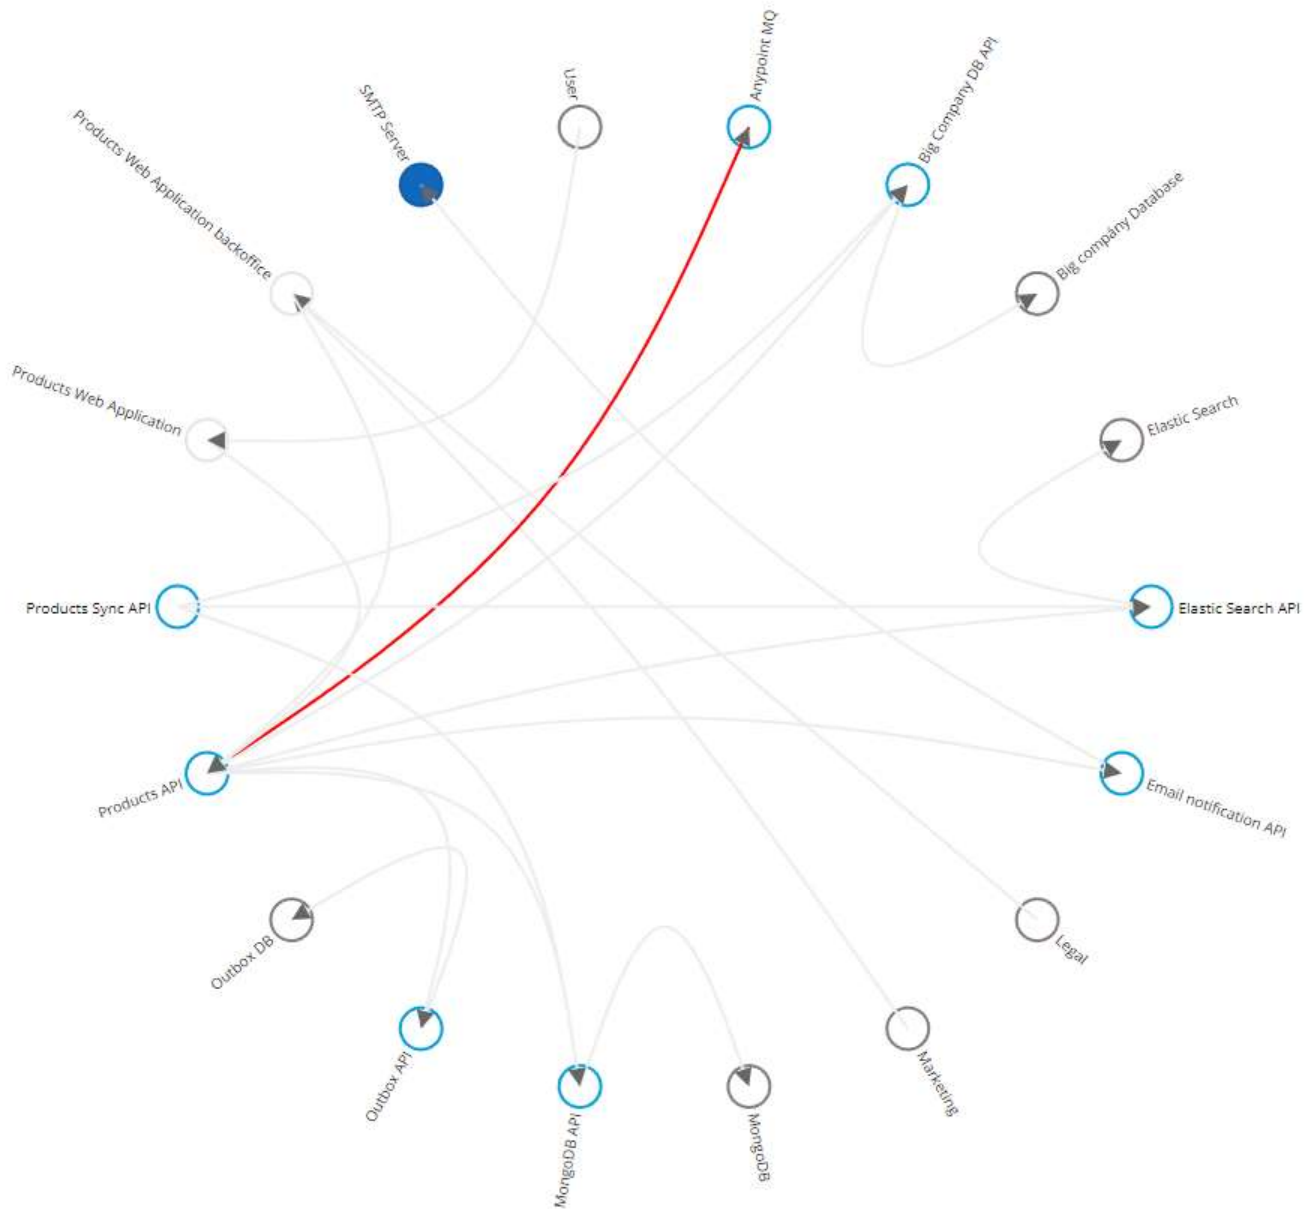 Anypoint MQ
Big Company DB API
User
SMTP Server
Products Web Application backoffice
Big company Database
Products Web Application
Elastic Search
Products Sync API
Elastic Search API
Products API
Email notification API
Outbox DB
Legal
Outbox API
Marketing
MongoDB API
MongoDB